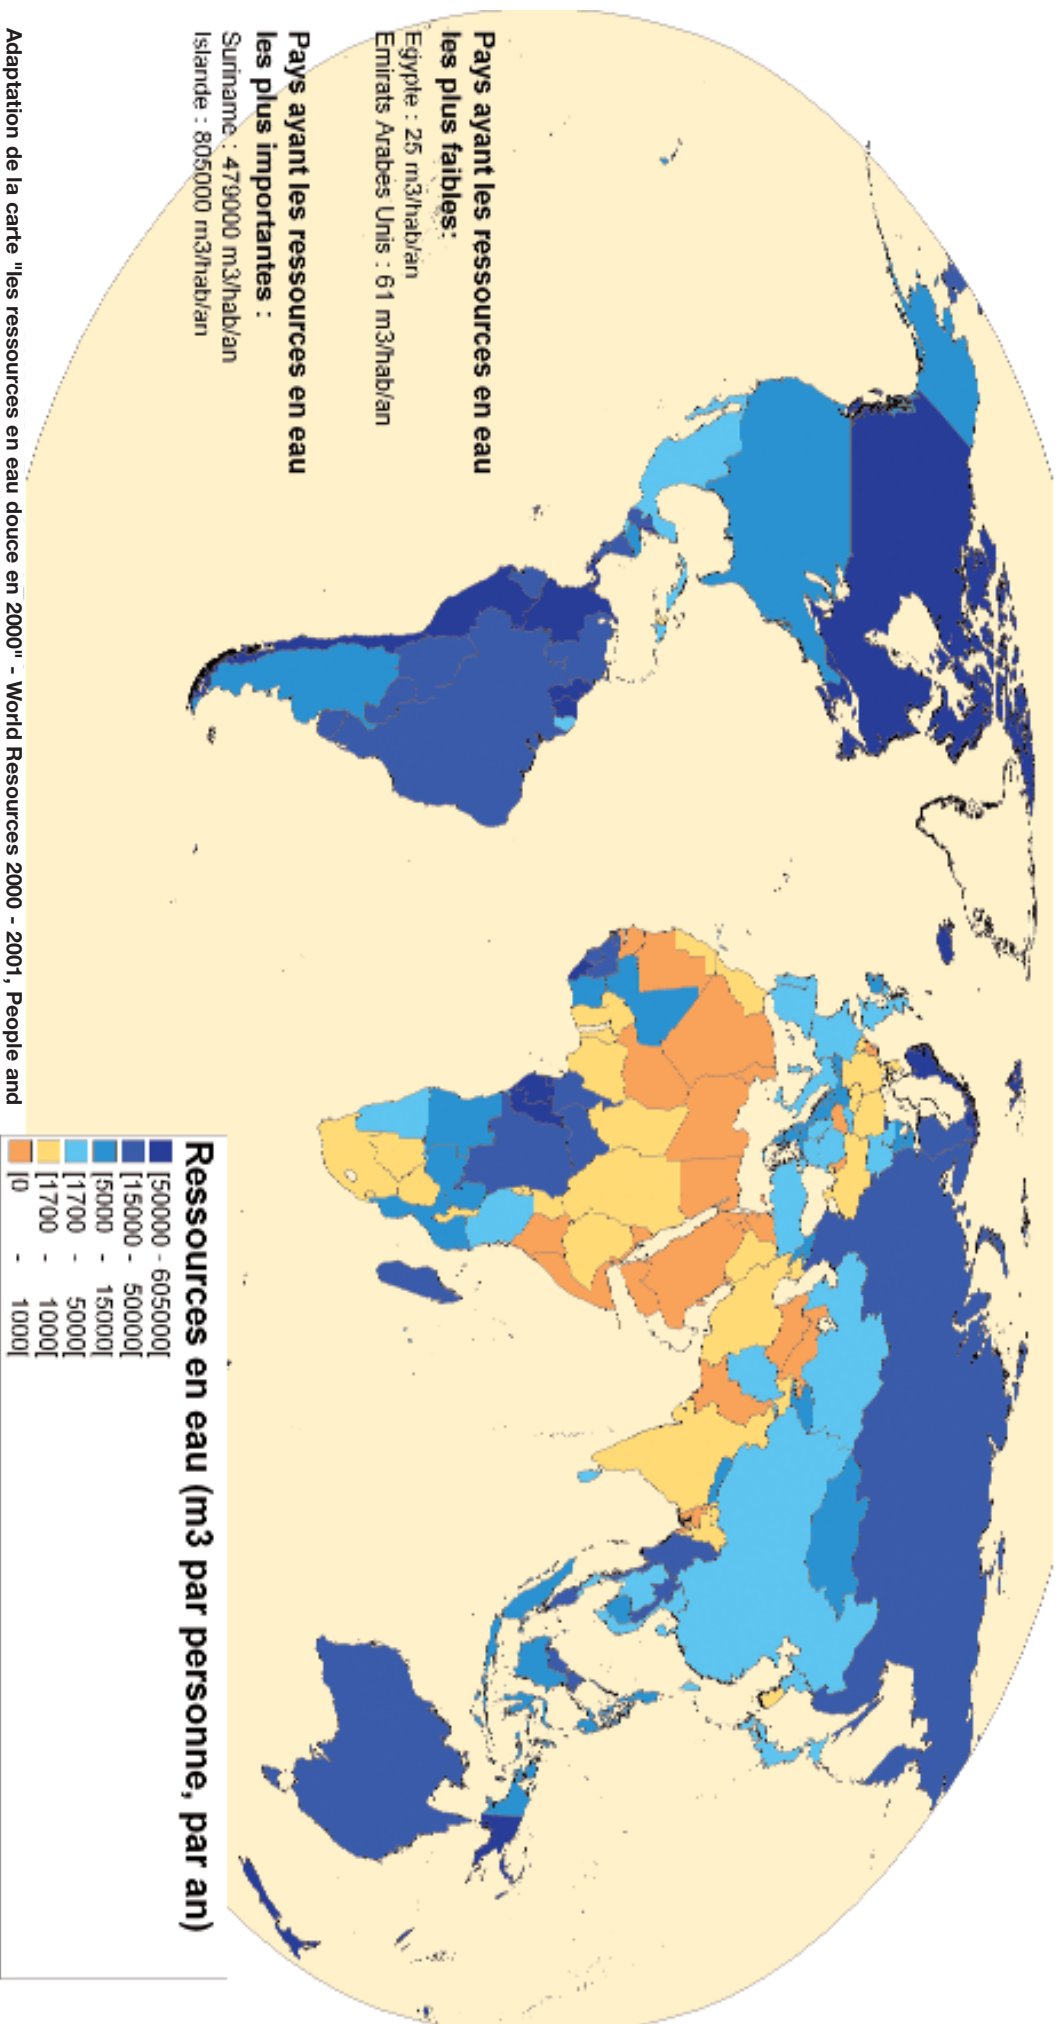 Pays ayant les ressources en eau
les plus faibles:
Egypte : 25 m3/hab/an
Emirats Arabes Unis : 61 m3/hab/an
Pays ayant les ressources en eau
les plus importantes :
Suriname : 479000 m3/hab/an
Islande : 805000 m3/hab/an
Ressources en eau (m3 par personne, par an)
[50000 - 605000[
[15000 - 50000[
[5000 - 15000[
[1700 - 5000[
[1700 - 1000[
[0 - 1000[
Adaptation de la carte "les ressources en eau douce en 2000" - World Resources 2000 - 2001, People and